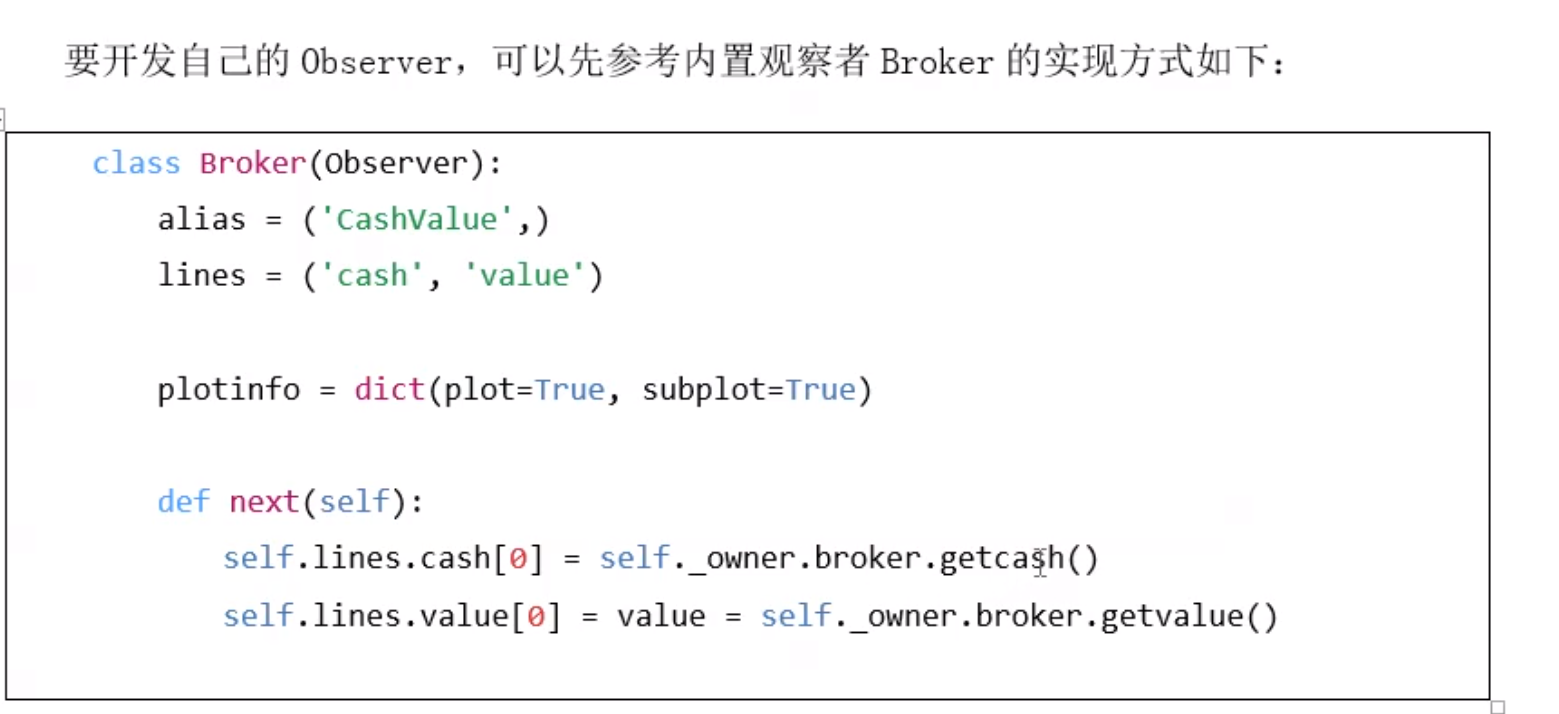 要开发自己的 Observer，可以先参考内置观察者 Broker 的实现方式如下：
class Broker(Observer):
    alias = ('CashValue',)
    lines = ('cash', 'value')
    plotinfo = dict(plot=True, subplot=True)
    def next(self):
        self.lines.cash[0] = self._owner.broker.getcash()
        self.lines.value[0] = value = self._owner.broker.getvalue()